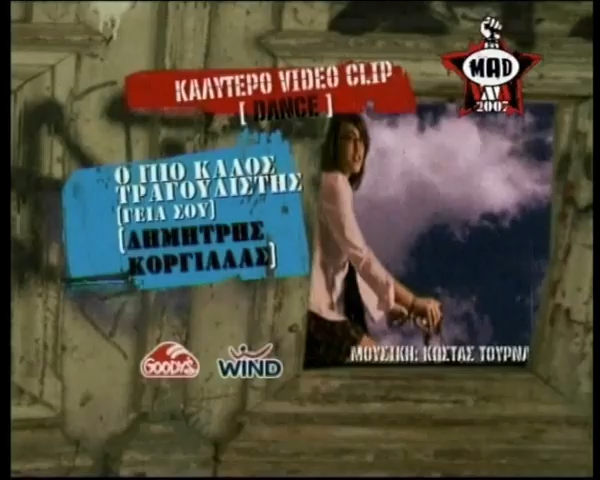 ΚΑΛΥΤΕΡΟ VIDEO CLIP
[ DANCE ]
MAD
2007
Ο ΠΙΟ ΚΑΛΟΣ
ΤΡΑΓΟΥΔΙΣΤΗΣ
(ΓΕΙΑ ΣΟΥ)
[ΔΗΜΗΤΡΗΣ
ΚΟΡΓΙΑΛΑΣ]
ΜΟΥΣΙΚΗ: ΚΩΣΤΑΣ ΤΟΥΡΝΑ
GOODY'S
WIND